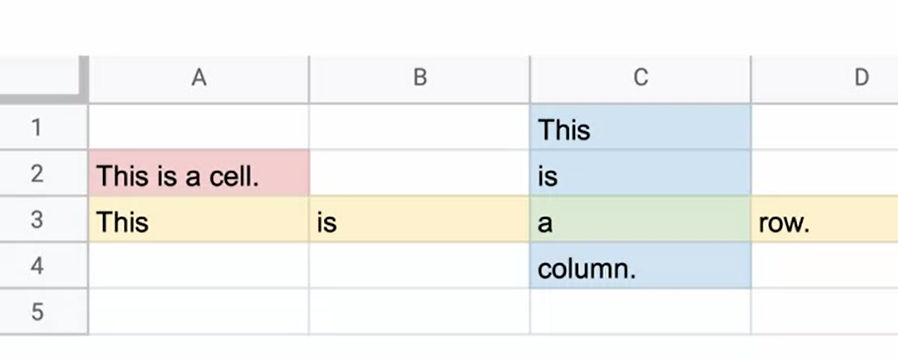 A B C D
1 This
2 This is a cell. is
3 This is a row.
4 column.
5